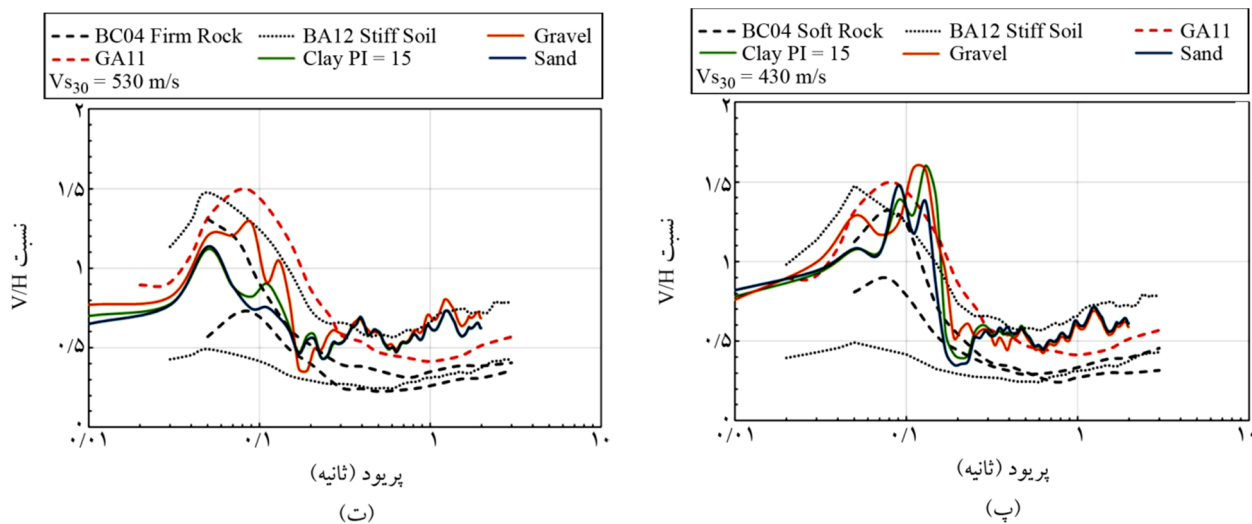 BC04 Firm Rock BA12 Stiff Soil Gravel
GA11 Clay PI = 15 Sand
Vs30 = 530 m/s
۲
۱/۵
۱
۰/۵
۰
نسبت V/H
۰/۰۱ ۰/۱ ۱ ۱۰
پریود (ثانیه)
(ت)
BC04 Soft Rock BA12 Stiff Soil GA11
Clay PI = 15 Gravel Sand
Vs30 = 430 m/s
۲
۱/۵
۱
۰/۵
۰
نسبت V/H
۰/۰۱ ۰/۱ ۱ ۱۰
پریود (ثانیه)
(پ)